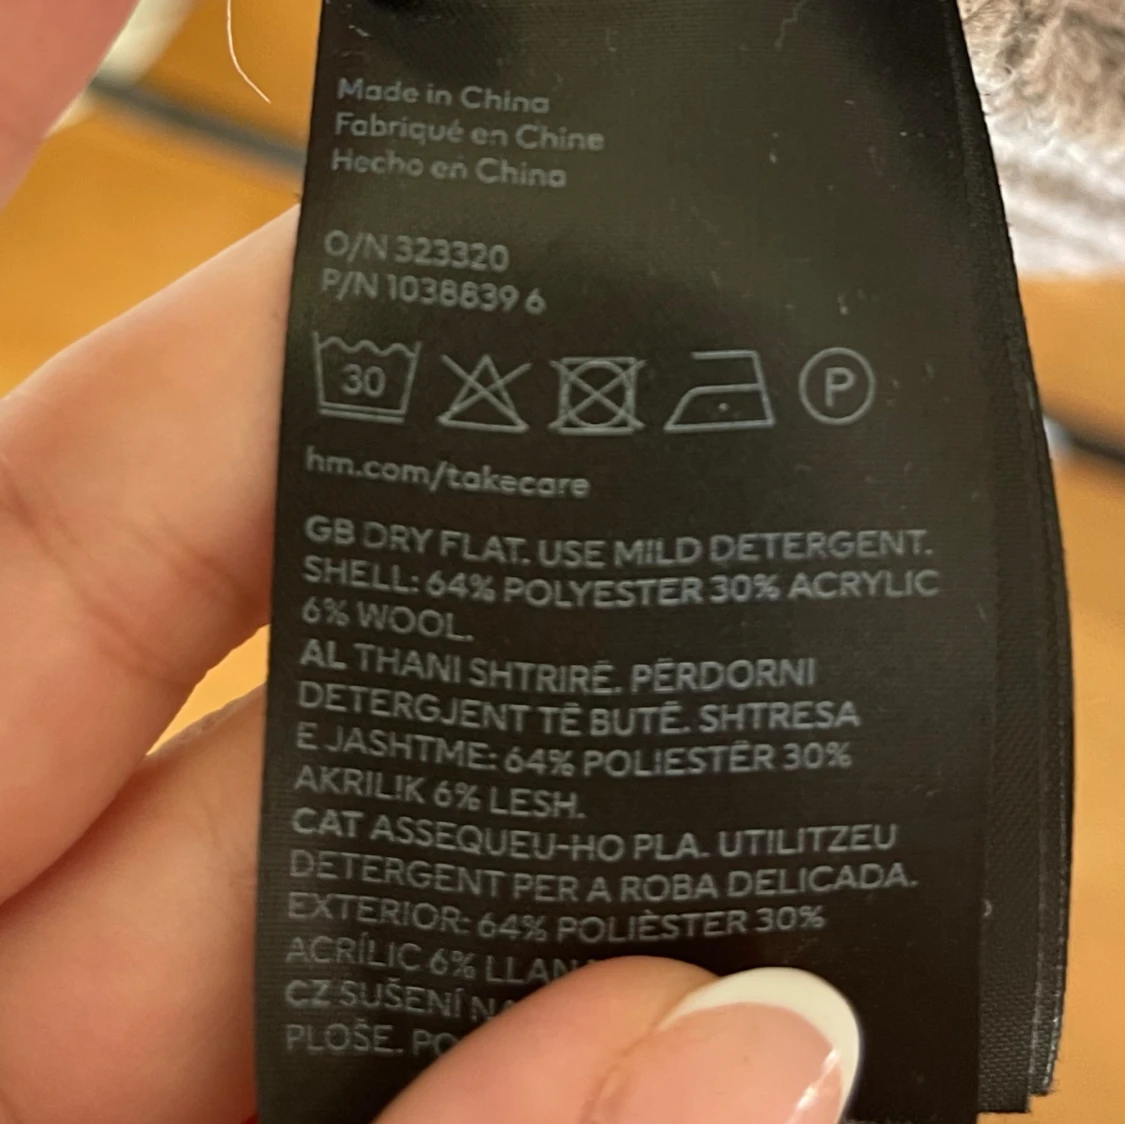 Made in China
Fabriqué en Chine
Hecho en China
O/N 323320
P/N 1038839 6
30
P
hm.com/takecare
GB DRY FLAT. USE MILD DETERGENT.
SHELL: 64% POLYESTER 30% ACRYLIC
6% WOOL.
AL THANI SHTRIRË. PËRDORNI
DETERGJENT TË BUTË. SHTRESA
E JASHTME: 64% POLIESTËR 30%
AKRILIK 6% LESH.
CAT ASSEQUEU-HO PLA. UTILITZEU
DETERGENT PER A ROBA DELICADA.
EXTERIOR: 64% POLIÈSTER 30%
ACRÍLIC 6%
CZ SUŠENÍ
PLOŠE.